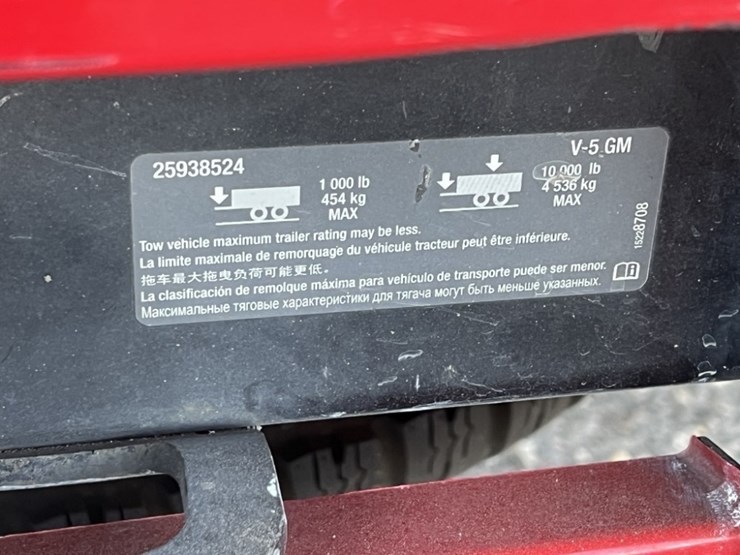 25938524
V-5 GM
1 000 lb
454 kg
MAX
10 000 lb
4 536 kg
MAX
Tow vehicle maximum trailer rating may be less.
La limite maximale de remorquage du véhicule tracteur peut être inférieure.
拖车最大拖曳负荷可能更低。
La clasificación de remolque máxima para vehículo de transporte puede ser menor.
Максимальные тяговые характеристики для тягача могут быть меньше указанных.
15228708